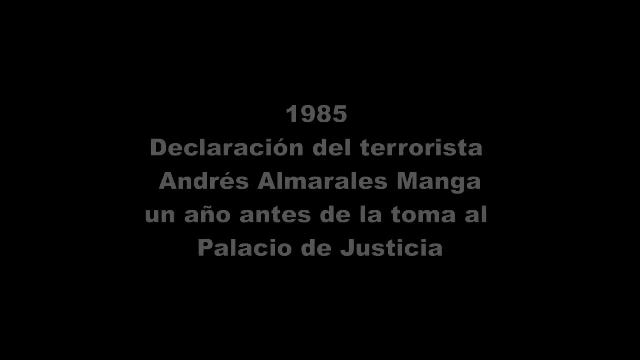 1985
Declaración del terrorista
Andrés Almarales Manga
un año antes de la toma al
Palacio de Justicia